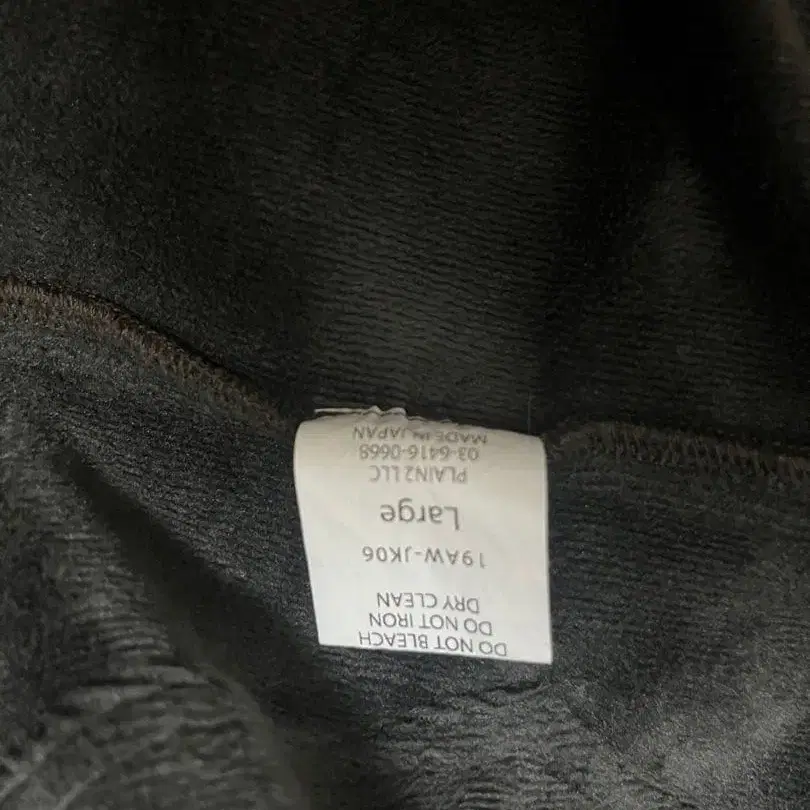 DO NOT BLEACH
DO NOT IRON
DRY CLEAN
19AW-JK06
Large
PLAIN2 LLC
03-6416-0668
MADE IN JAPAN